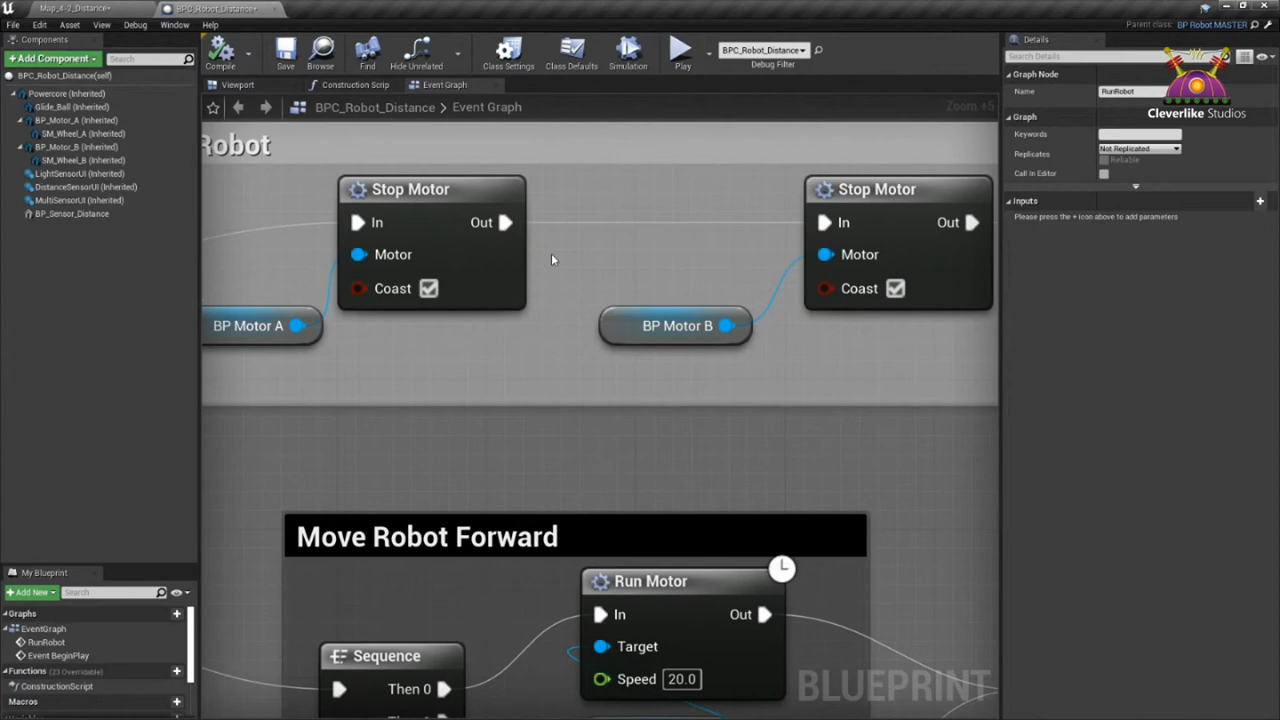 Map_4-2_Distance*
BPC_Robot_Distance*
File Edit Asset View Debug Window Help
Parent class: BP Robot MASTER
Components
+Add Component
Search
BPC_Robot_Distance(self)
Powercore (Inherited)
Glide_Ball (Inherited)
BP_Motor_A (Inherited)
SM_Wheel_A (Inherited)
BP_Motor_B (Inherited)
SM_Wheel_B (Inherited)
LightSensorUI (Inherited)
DistanceSensorUI (Inherited)
MultiSensorUI (Inherited)
BP_Sensor_Distance
My Blueprint
+Add New
Search
Graphs
EventGraph
RunRobot
Event BeginPlay
Functions (23 Overridable)
ConstructionScript
Macros
Compile
Save
Browse
Find
Hide Unrelated
Class Settings
Class Defaults
Simulation
Play
BPC_Robot_Distance
Debug Filter
Viewport
Construction Script
Event Graph
BPC_Robot_Distance > Event Graph
Zoom +5
Robot
Stop Motor
In Out
Motor
Coast
BP Motor A
Stop Motor
In Out
Motor
Coast
BP Motor B
Move Robot Forward
Run Motor
In Out
Target
Speed 20.0
Sequence
Then 0
BLUEPRINT
Details
Search Details
Graph Node
Name RunRobot
Graph
Keywords
Replicates Not Replicated
Reliable
Call In Editor
Inputs
Please press the + icon above to add parameters
Cleverlike Studios